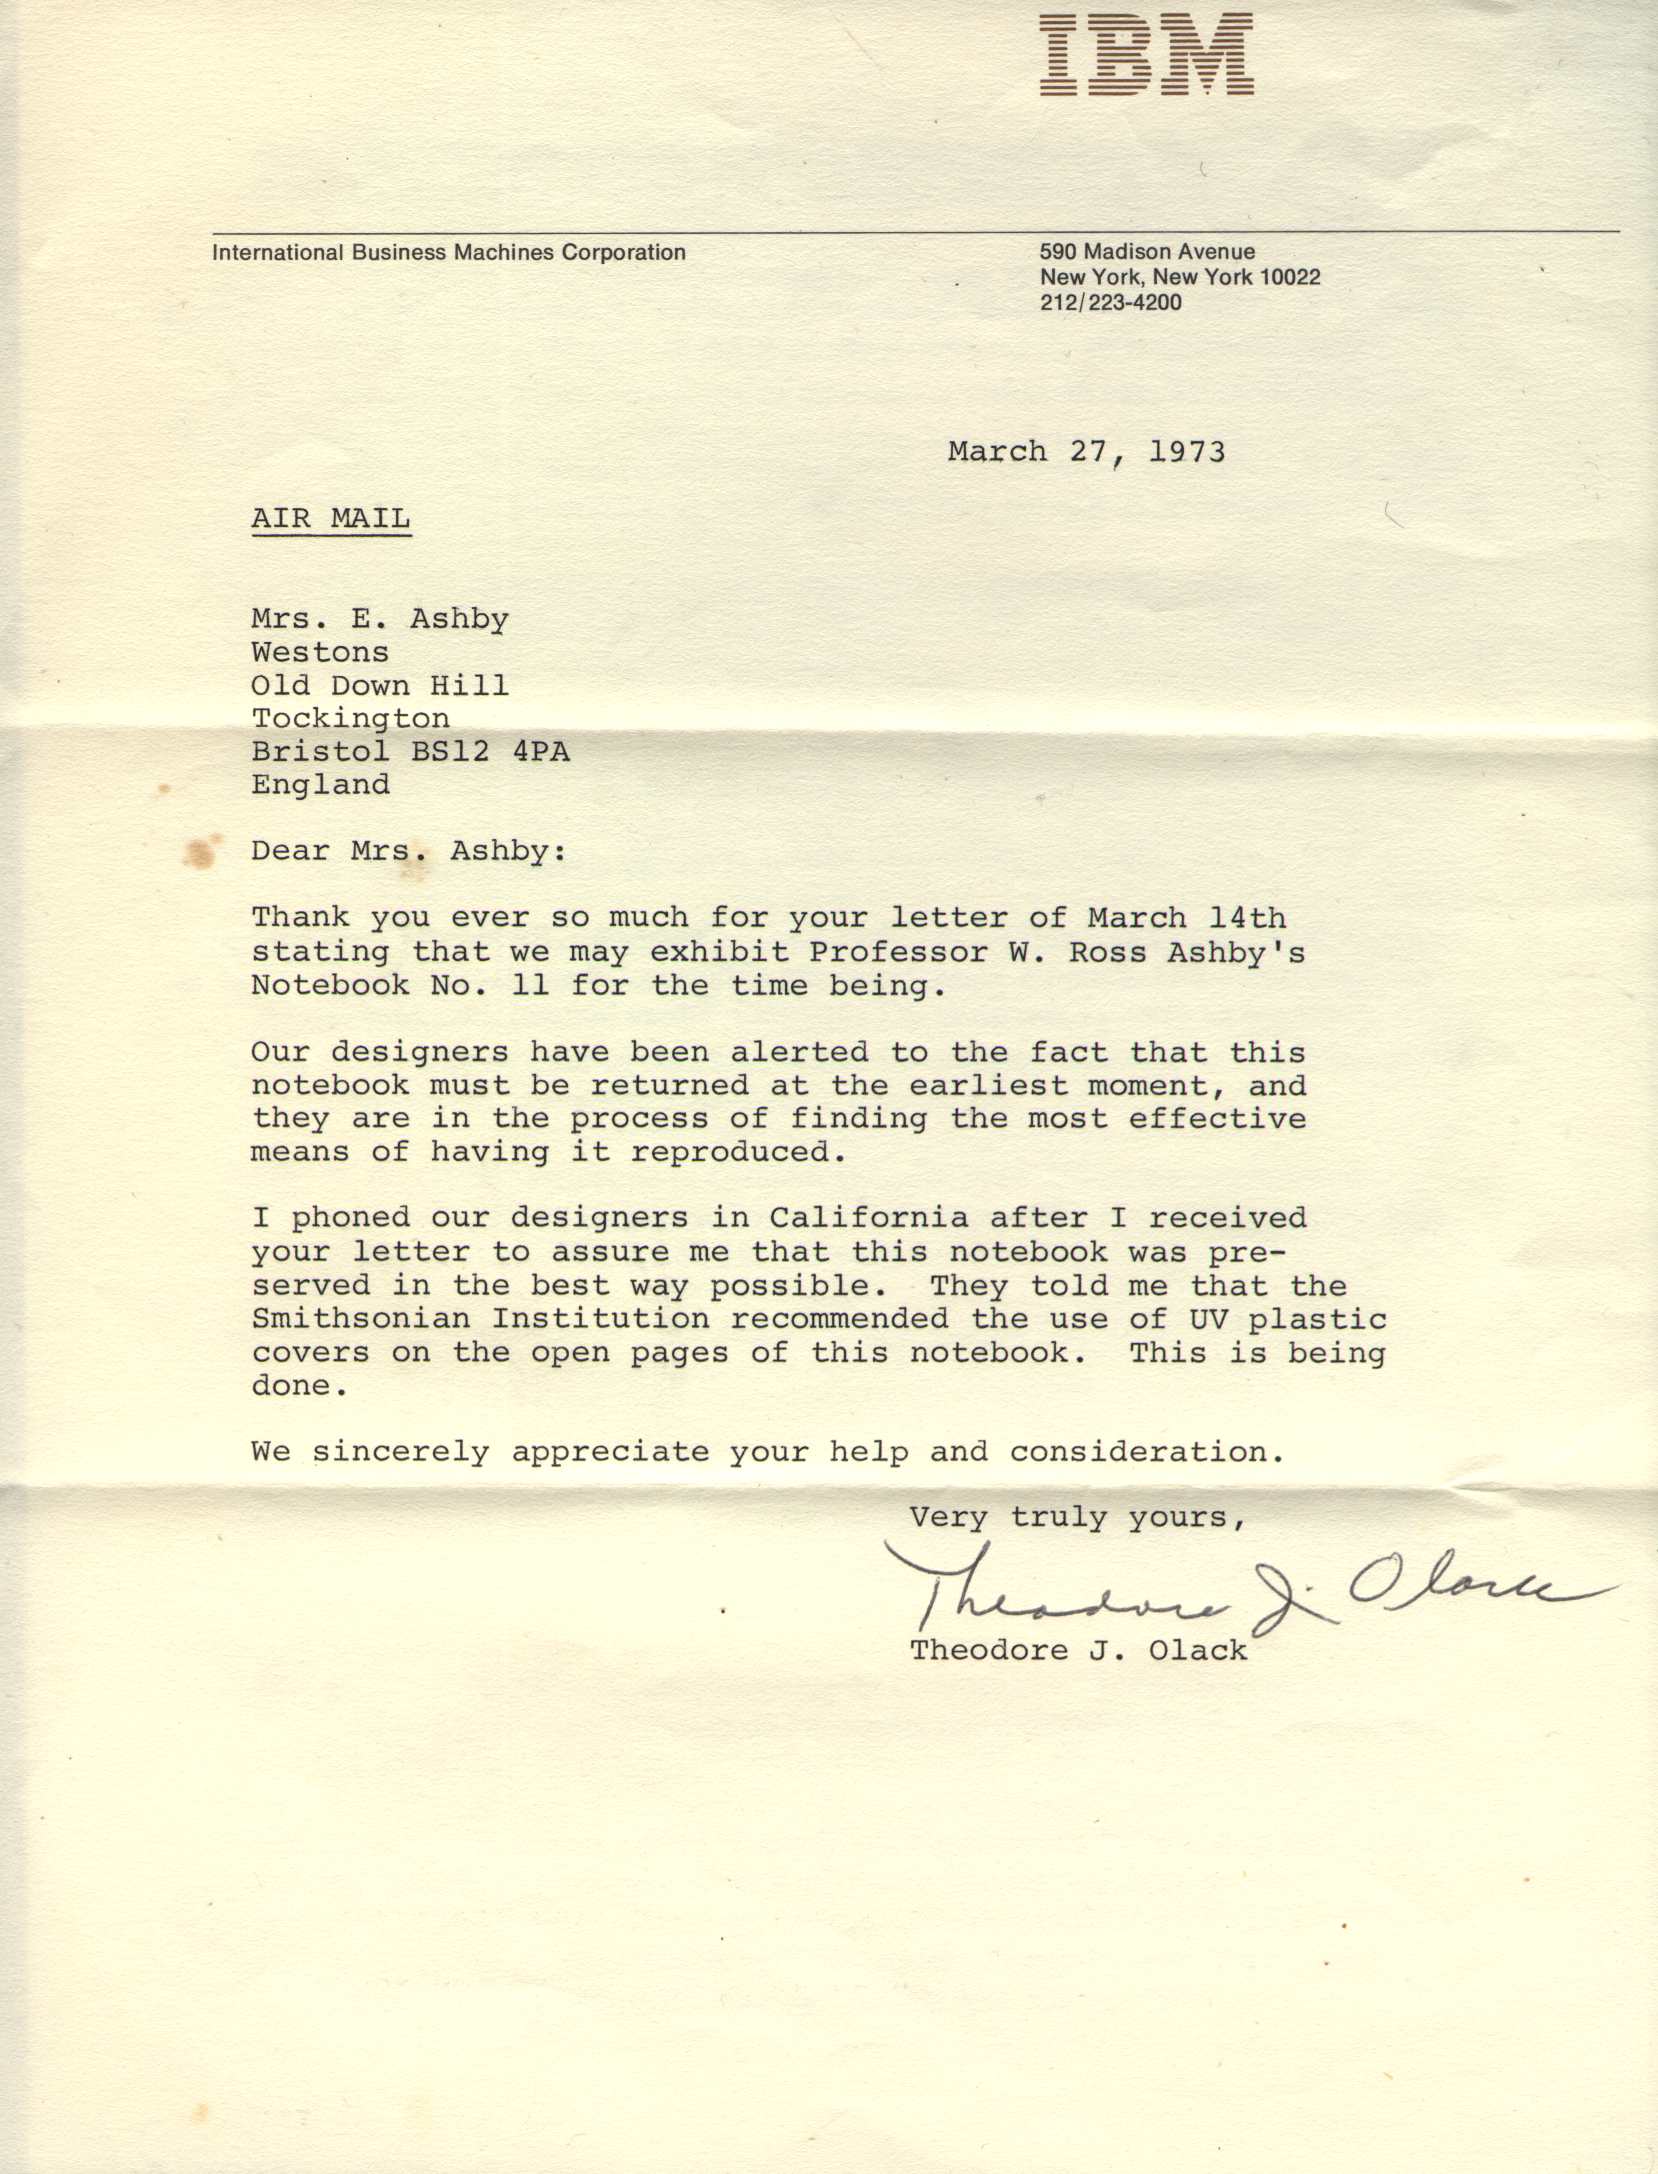 IBM
International Business Machines Corporation
590 Madison Avenue
New York, New York 10022
212/223-4200
March 27, 1973
AIR MAIL
Mrs. E. Ashby
Westons
Old Down Hill
Tockington
Bristol BS12 4PA
England
Dear Mrs. Ashby:
Thank you ever so much for your letter of March 14th
stating that we may exhibit Professor W. Ross Ashby's
Notebook No. 11 for the time being.
Our designers have been alerted to the fact that this
notebook must be returned at the earliest moment, and
they are in the process of finding the most effective
means of having it reproduced.
I phoned our designers in California after I received
your letter to assure me that this notebook was pre-
served in the best way possible. They told me that the
Smithsonian Institution recommended the use of UV plastic
covers on the open pages of this notebook. This is being
done.
We sincerely appreciate your help and consideration.
Very truly yours,
Theodore J. Olack
Theodore J. Olack